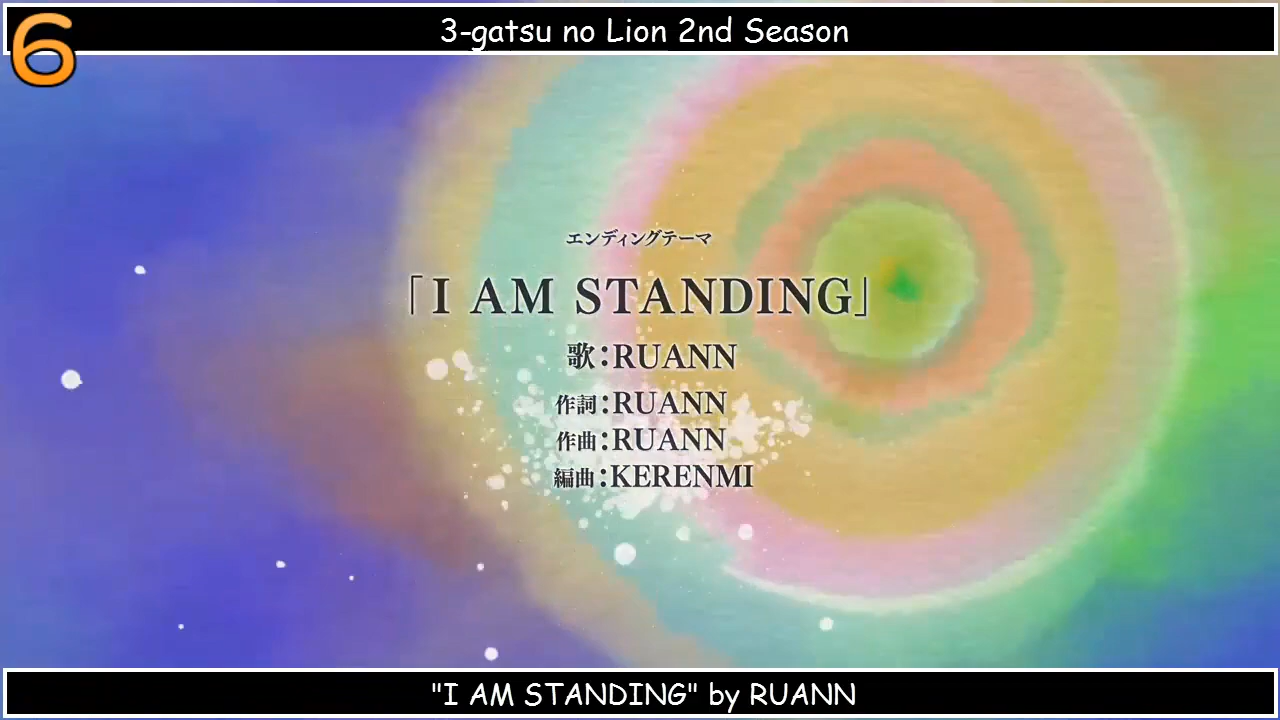 6
3-gatsu no Lion 2nd Season
エンディングテーマ
「I AM STANDING」
歌：RUANN
作詞：RUANN
作曲：RUANN
編曲：KERENMI
"I AM STANDING" by RUANN